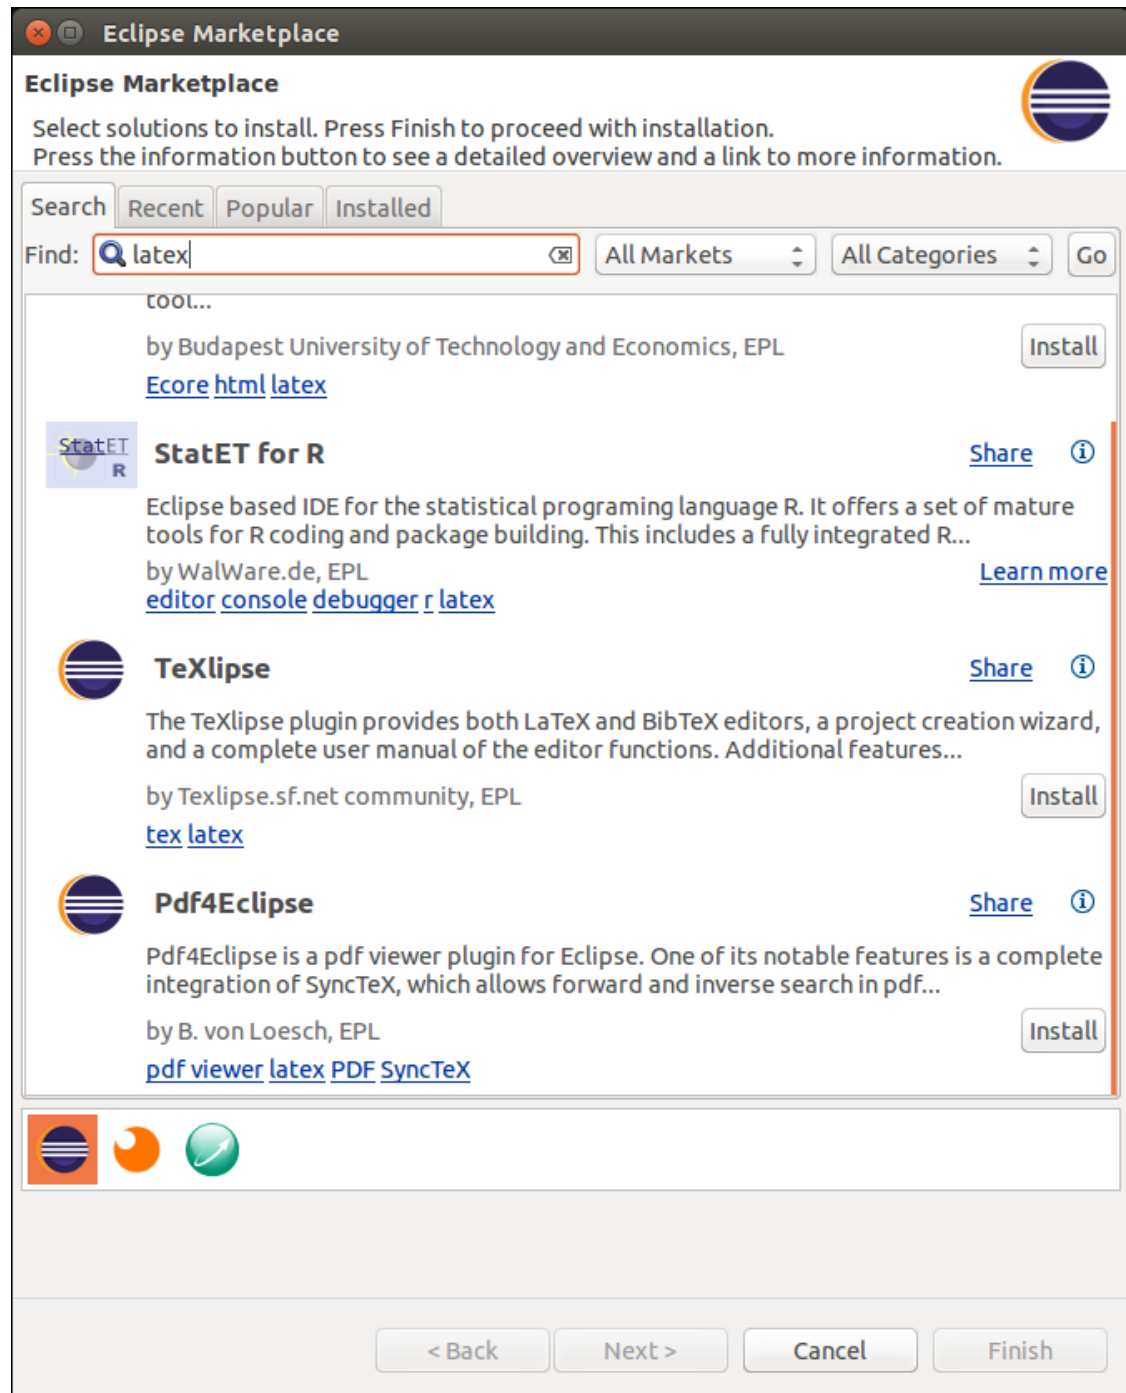 Eclipse Marketplace
Eclipse Marketplace
Select solutions to install. Press Finish to proceed with installation.
Press the information button to see a detailed overview and a link to more information.
Search Recent Popular Installed
Find: latex All Markets All Categories Go
tool...
by Budapest University of Technology and Economics, EPL Install
Ecore html latex
StatET R StatET for R Share i
Eclipse based IDE for the statistical programing language R. It offers a set of mature
tools for R coding and package building. This includes a fully integrated R...
by WalWare.de, EPL Learn more
editor console debugger r latex
TeXlipse Share i
The TeXlipse plugin provides both LaTeX and BibTeX editors, a project creation wizard,
and a complete user manual of the editor functions. Additional features...
by Texlipse.sf.net community, EPL Install
tex latex
Pdf4Eclipse Share i
Pdf4Eclipse is a pdf viewer plugin for Eclipse. One of its notable features is a complete
integration of SyncTeX, which allows forward and inverse search in pdf...
by B. von Loesch, EPL Install
pdf viewer latex PDF SyncTeX
< Back Next > Cancel Finish